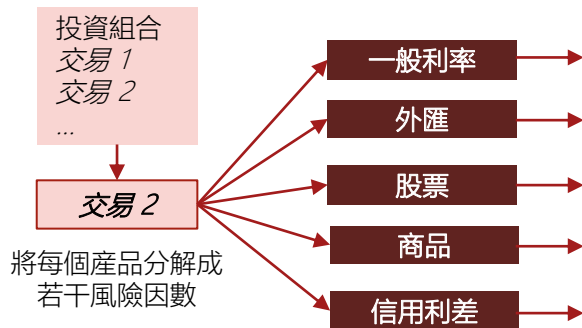 投資組合
交易 1
交易 2
...
交易 2
將每個産品分解成
若干風險因數
一般利率
外匯
股票
商品
信用利差